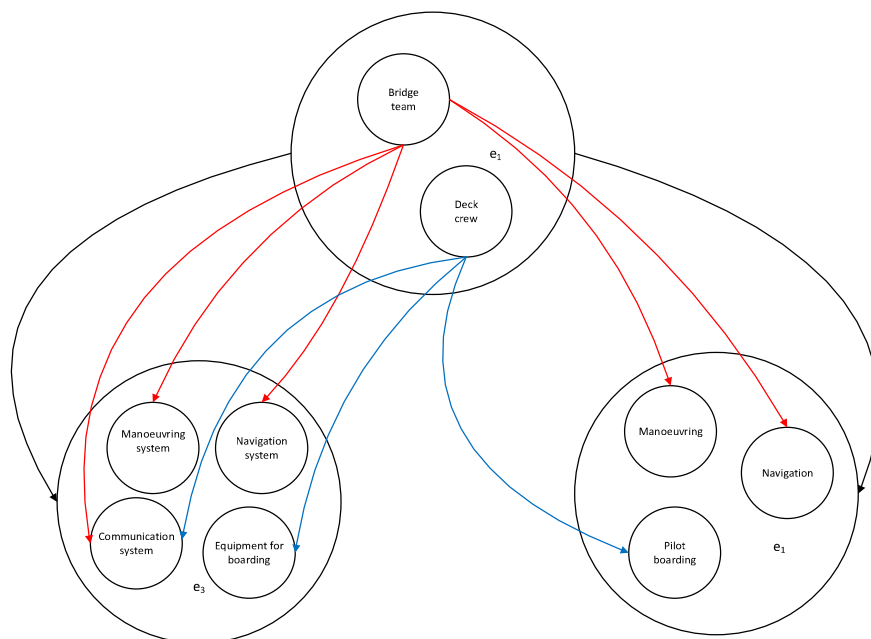 Bridge
team
e1
Deck
crew
Manoeuvring
system
Navigation
system
Communication
system
Equipment for
boarding
e3
Manoeuvring
Navigation
Pilot
boarding
e1